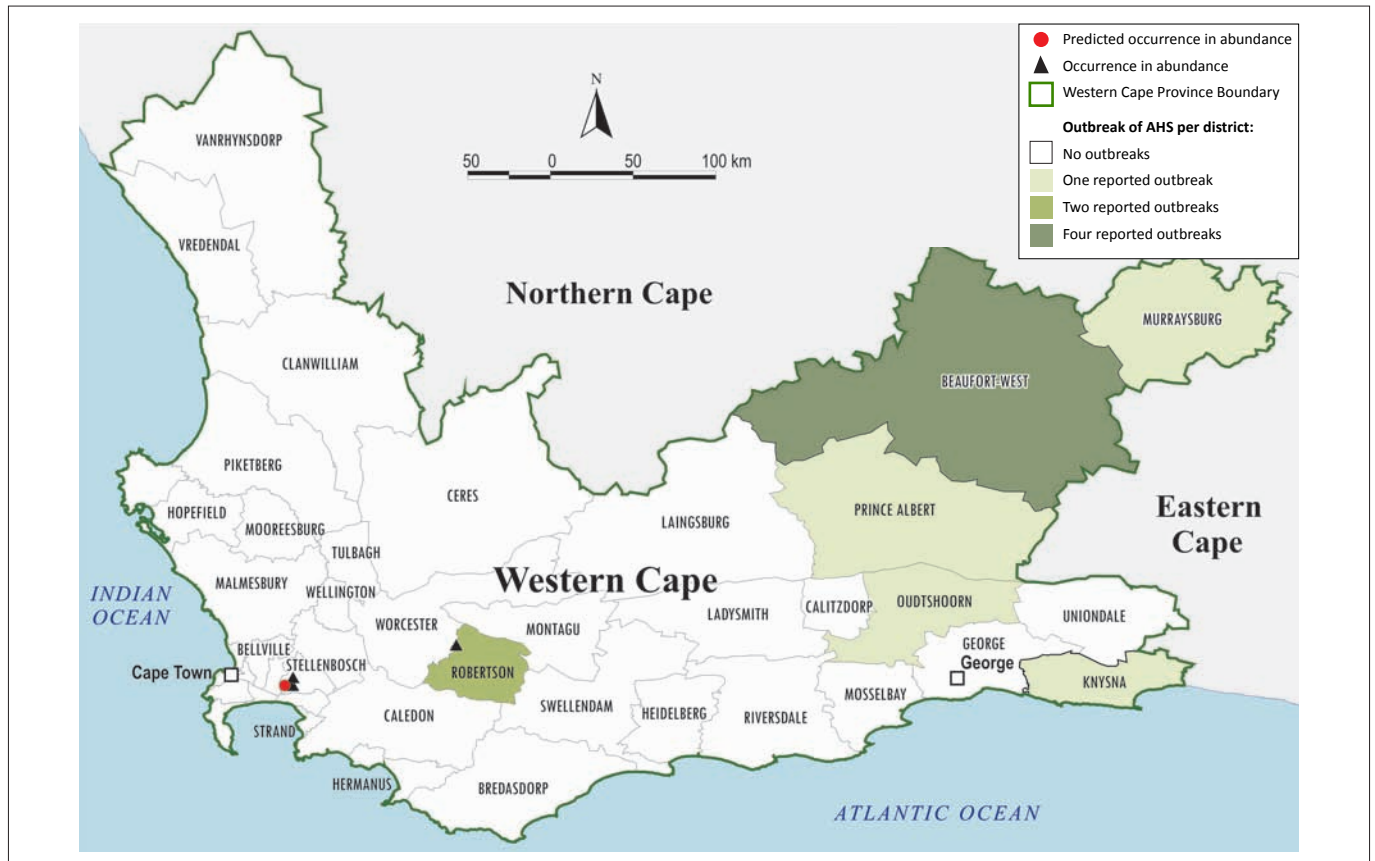 Predicted occurrence in abundance
Occurrence in abundance
Western Cape Province Boundary
Outbreak of AHS per district:
No outbreaks
One reported outbreak
Two reported outbreaks
Four reported outbreaks
N
50 0 50 100 km
VANRHYNSDORP
VREDENDAL
Northern Cape
CLANWILLIAM
MURRAYSBURG
BEAUFORT-WEST
PIKETBERG
CERES
HOPEFIELD
MOOREESBURG
LAINGSBURG
PRINCE ALBERT
Eastern
Cape
TULBAGH
MALMESBURY
WELLINGTON
Western Cape
INDIAN
OCEAN
WORCESTER
MONTAGU
LADYSMITH
CALITZDORP
OUDTSHOORN
UNIONDALE
BELLVILLE
STELLENBOSCH
Cape Town
ROBERTSON
GEORGE
George
KNYSNA
MOSSELBAY
SWELLENDAM
HEIDELBERG
RIVERSDALE
CALEDON
STRAND
HERMANUS
BREDASDORP
ATLANTIC OCEAN